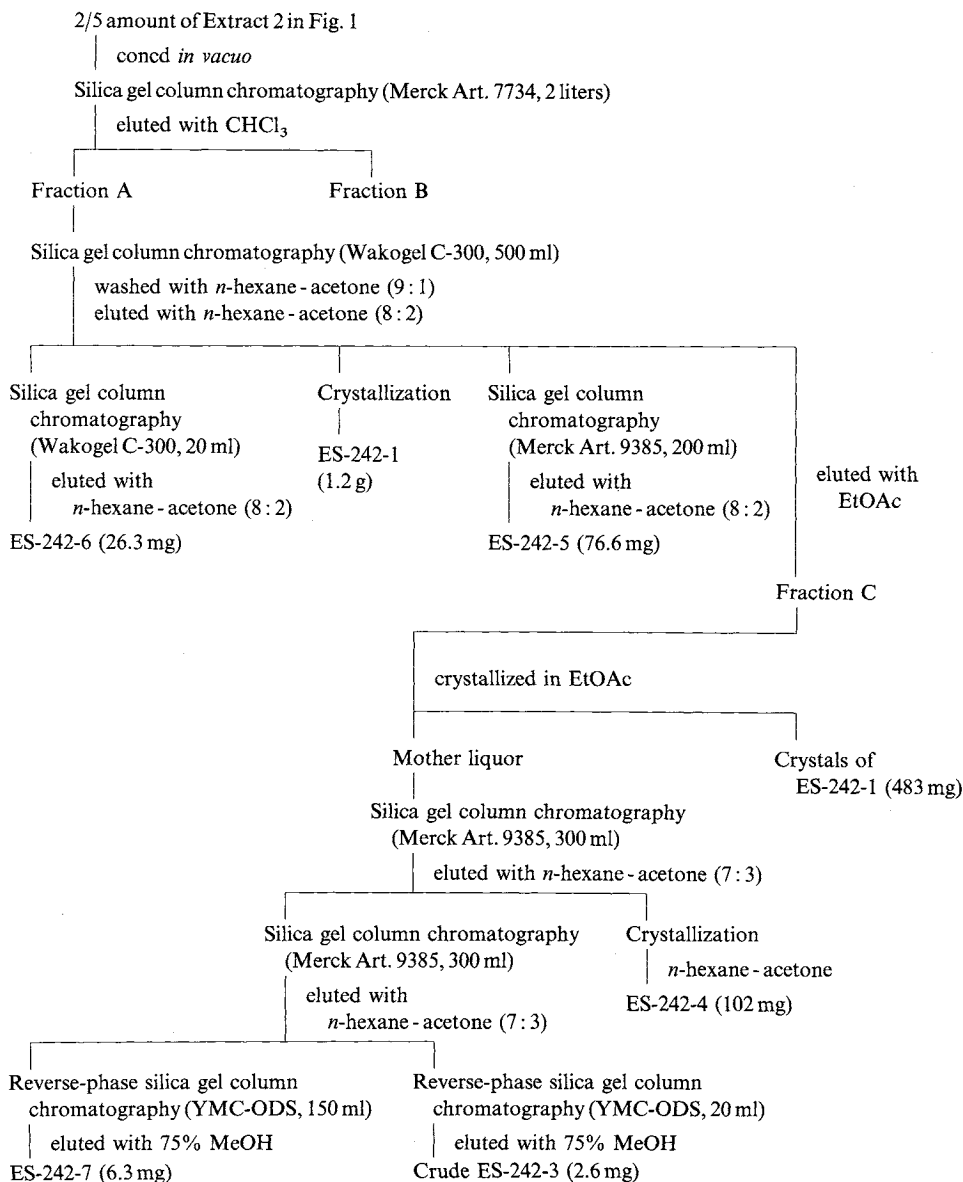 2/5 amount of Extract 2 in Fig. 1
concd in vacuo
Silica gel column chromatography (Merck Art. 7734, 2 liters)
eluted with CHCl3
Fraction A
Fraction B
Silica gel column chromatography (Wakogel C-300, 500 ml)
washed with n-hexane - acetone (9 : 1)
eluted with n-hexane - acetone (8 : 2)
Silica gel column
chromatography
(Wakogel C-300, 20 ml)
eluted with
n-hexane - acetone (8 : 2)
ES-242-6 (26.3 mg)
Crystallization
ES-242-1
(1.2 g)
Silica gel column
chromatography
(Merck Art. 9385, 200 ml)
eluted with
n-hexane - acetone (8 : 2)
ES-242-5 (76.6 mg)
eluted with
EtOAc
Fraction C
crystallized in EtOAc
Mother liquor
Crystals of
ES-242-1 (483 mg)
Silica gel column chromatography
(Merck Art. 9385, 300 ml)
eluted with n-hexane - acetone (7 : 3)
Silica gel column chromatography
(Merck Art. 9385, 300 ml)
eluted with
n-hexane - acetone (7 : 3)
Crystallization
n-hexane - acetone
ES-242-4 (102 mg)
Reverse-phase silica gel column
chromatography (YMC-ODS, 150 ml)
eluted with 75% MeOH
ES-242-7 (6.3 mg)
Reverse-phase silica gel column
chromatography (YMC-ODS, 20 ml)
eluted with 75% MeOH
Crude ES-242-3 (2.6 mg)